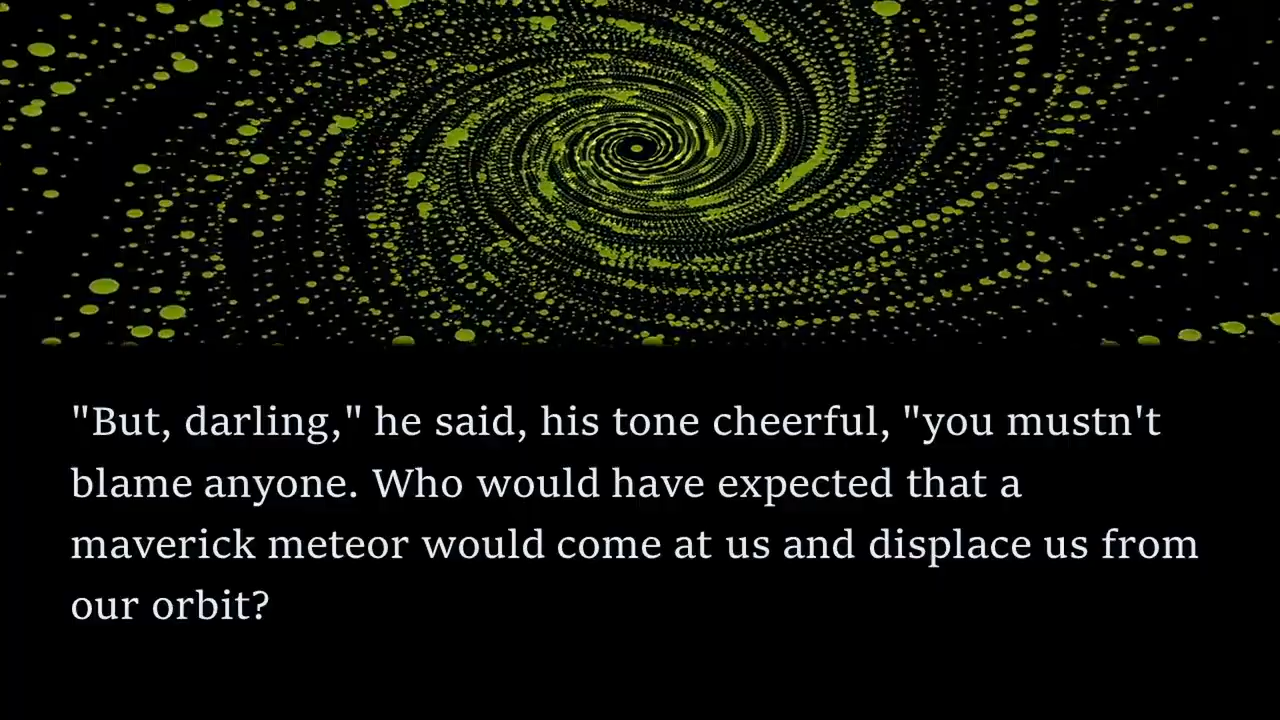 "But, darling," he said, his tone cheerful, "you mustn't
blame anyone. Who would have expected that a
maverick meteor would come at us and displace us from
our orbit?